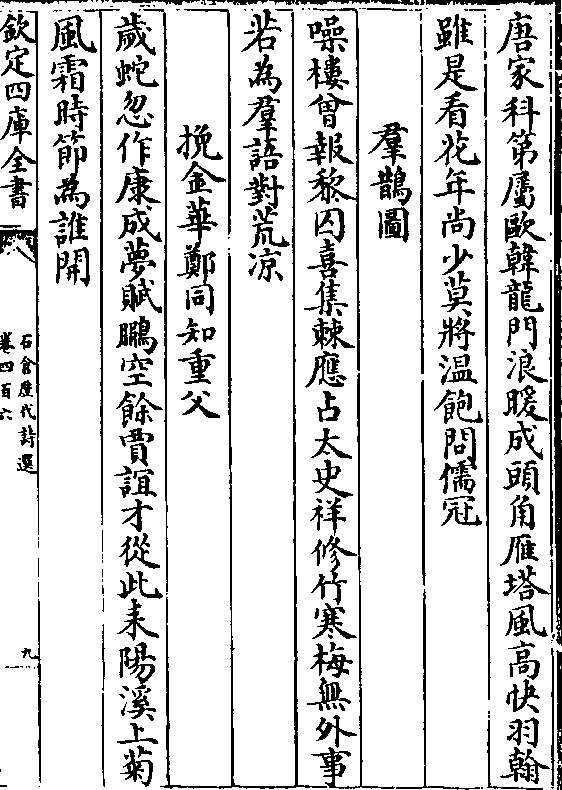 唐家科第屬歐韓龍門浪暖成頭角雁塔風高快羽翰
雖是看花年尚少莫將温飽問儒冠
羣鵲圖
噪樓曾報黎囚喜集棘應占太史祥修竹寒梅無外事
若為羣語對荒凉
挽金華鄭同知重父
歲蛇忽作康成夢賦鵬空餘賈誼才從此耒陽溪上菊
風霜時節為誰開
欽定四庫全書
石倉歷代詩選
卷四百六
九